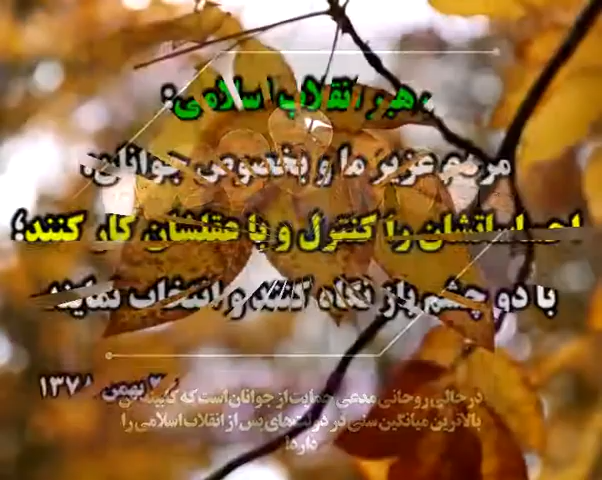 رهبر انقلاب اسلامی:
مردم عزیز ما و بخصوص جوانان،
احساساتشان را کنترل و با عقلشان کار کنند؛
با دو چشم باز نگاه کنند و انتخاب نمایند
بهمن ۱۳۷۸
درحالی روحانی مدعی حمایت از جوانان است که کابینه‌ی
بالاترین میانگین سنی در دولت‌های پس از انقلاب اسلامی را
دارد!